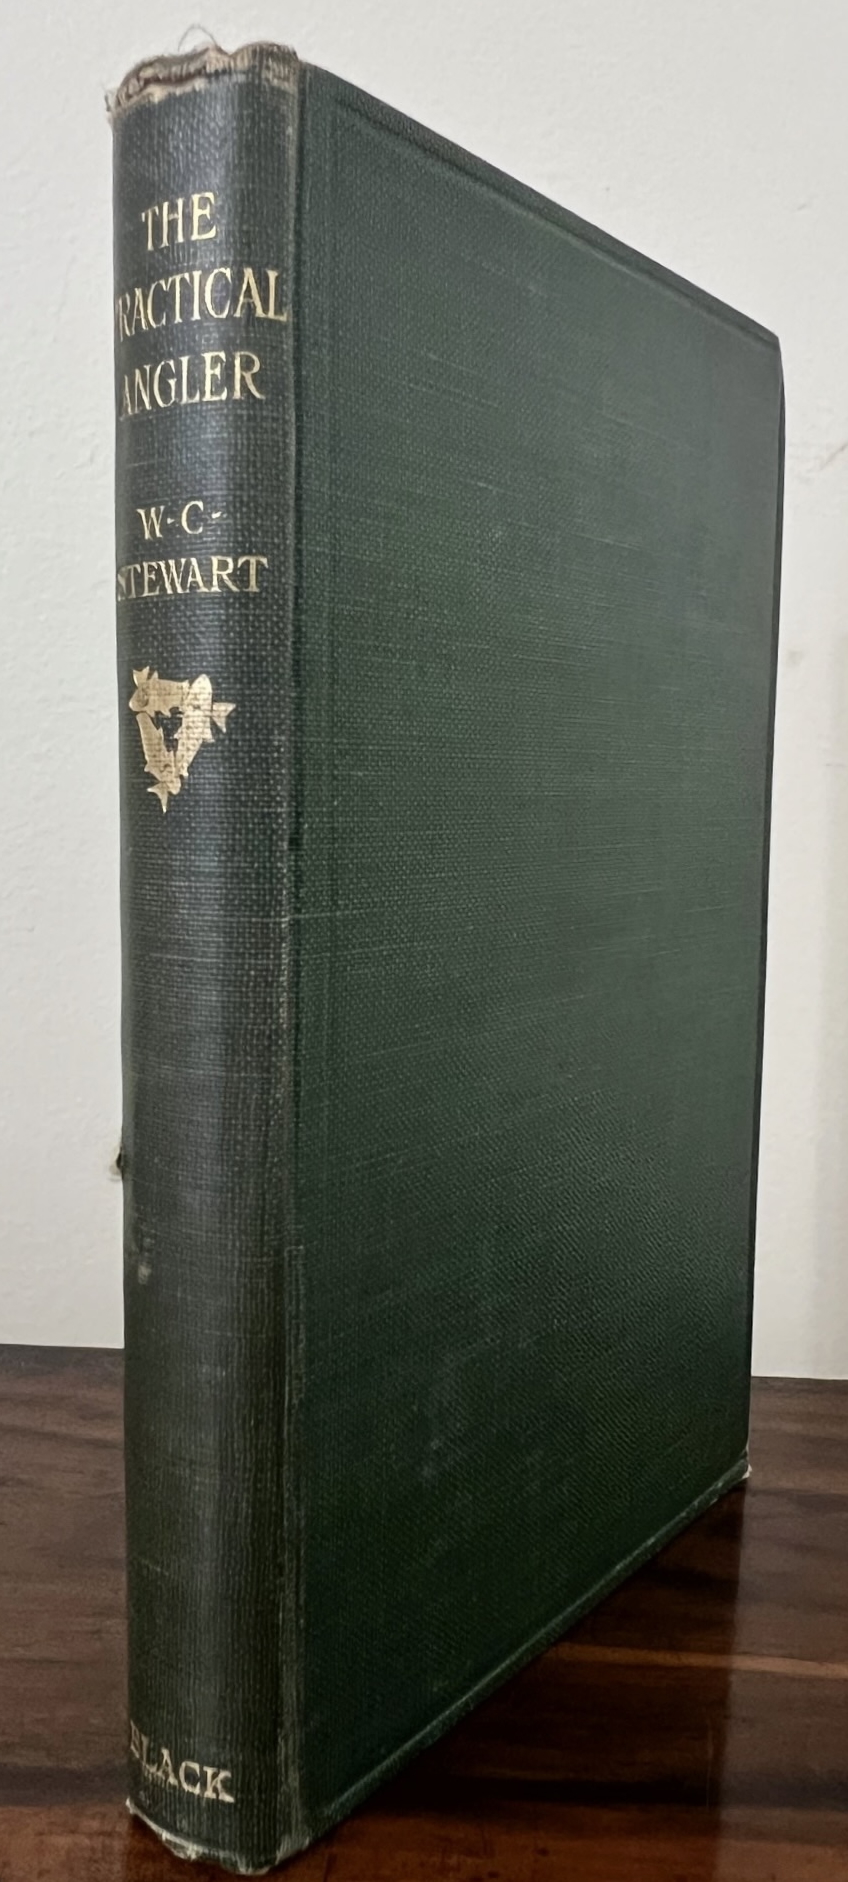 THE
PRACTICAL
ANGLER
W·C·
STEWART
BLACK